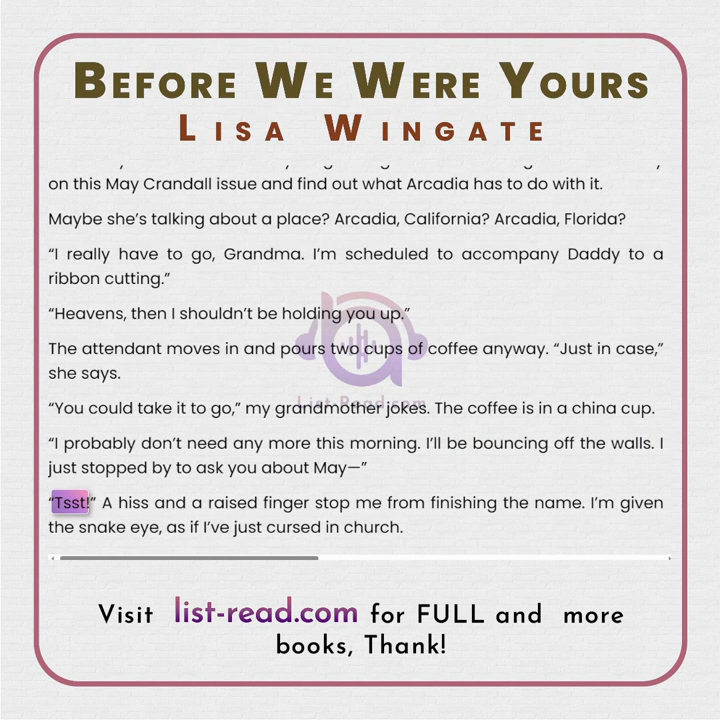 BEFORE WE WERE YOURS
LISA WINGATE
on this May Crandall issue and find out what Arcadia has to do with it.
Maybe she’s talking about a place? Arcadia, California? Arcadia, Florida?
“I really have to go, Grandma. I’m scheduled to accompany Daddy to a
ribbon cutting.”
“Heavens, then I shouldn’t be holding you up.”
The attendant moves in and pours two cups of coffee anyway. “Just in case,”
she says.
“You could take it to go,” my grandmother jokes. The coffee is in a china cup.
List-Read.com
“I probably don’t need any more this morning. I’ll be bouncing off the walls. I
just stopped by to ask you about May—”
“Tsst!” A hiss and a raised finger stop me from finishing the name. I’m given
the snake eye, as if I’ve just cursed in church.
Visit list-read.com for FULL and more
books, Thank!